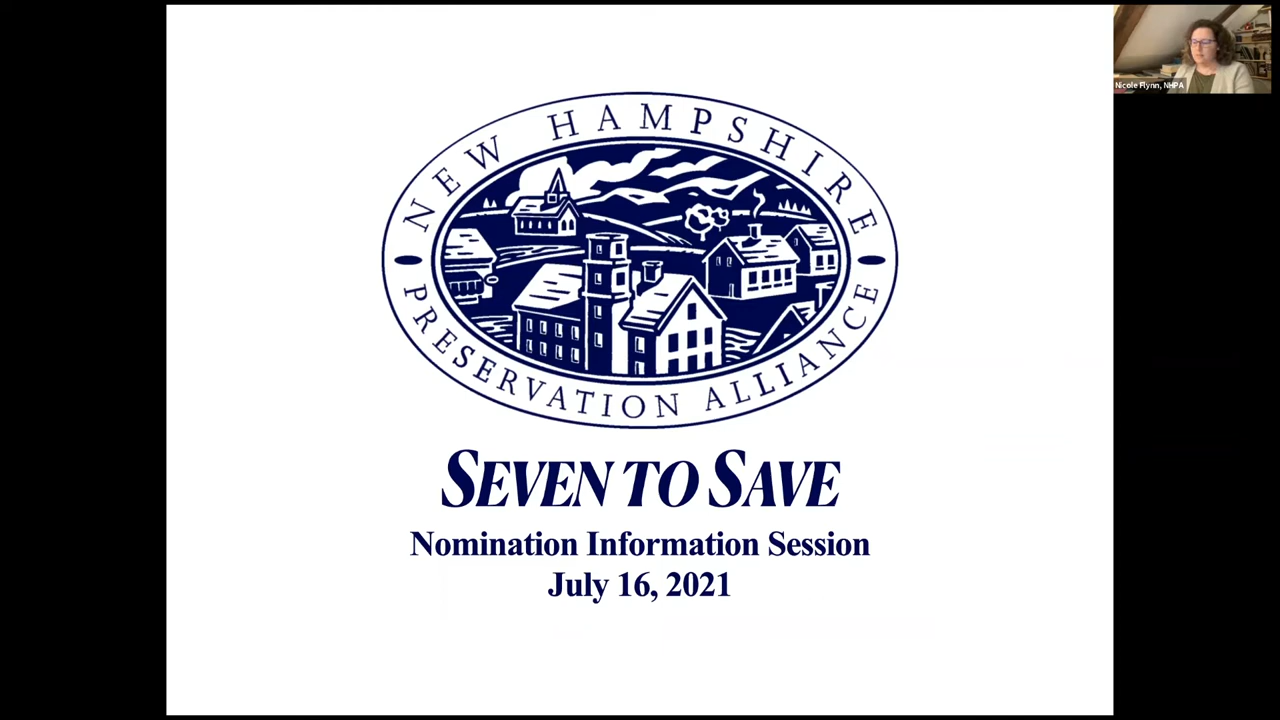 NEW HAMPSHIRE
PRESERVATION ALLIANCE
SEVEN TO SAVE
Nomination Information Session
July 16, 2021
Nicole Flynn, NHPA